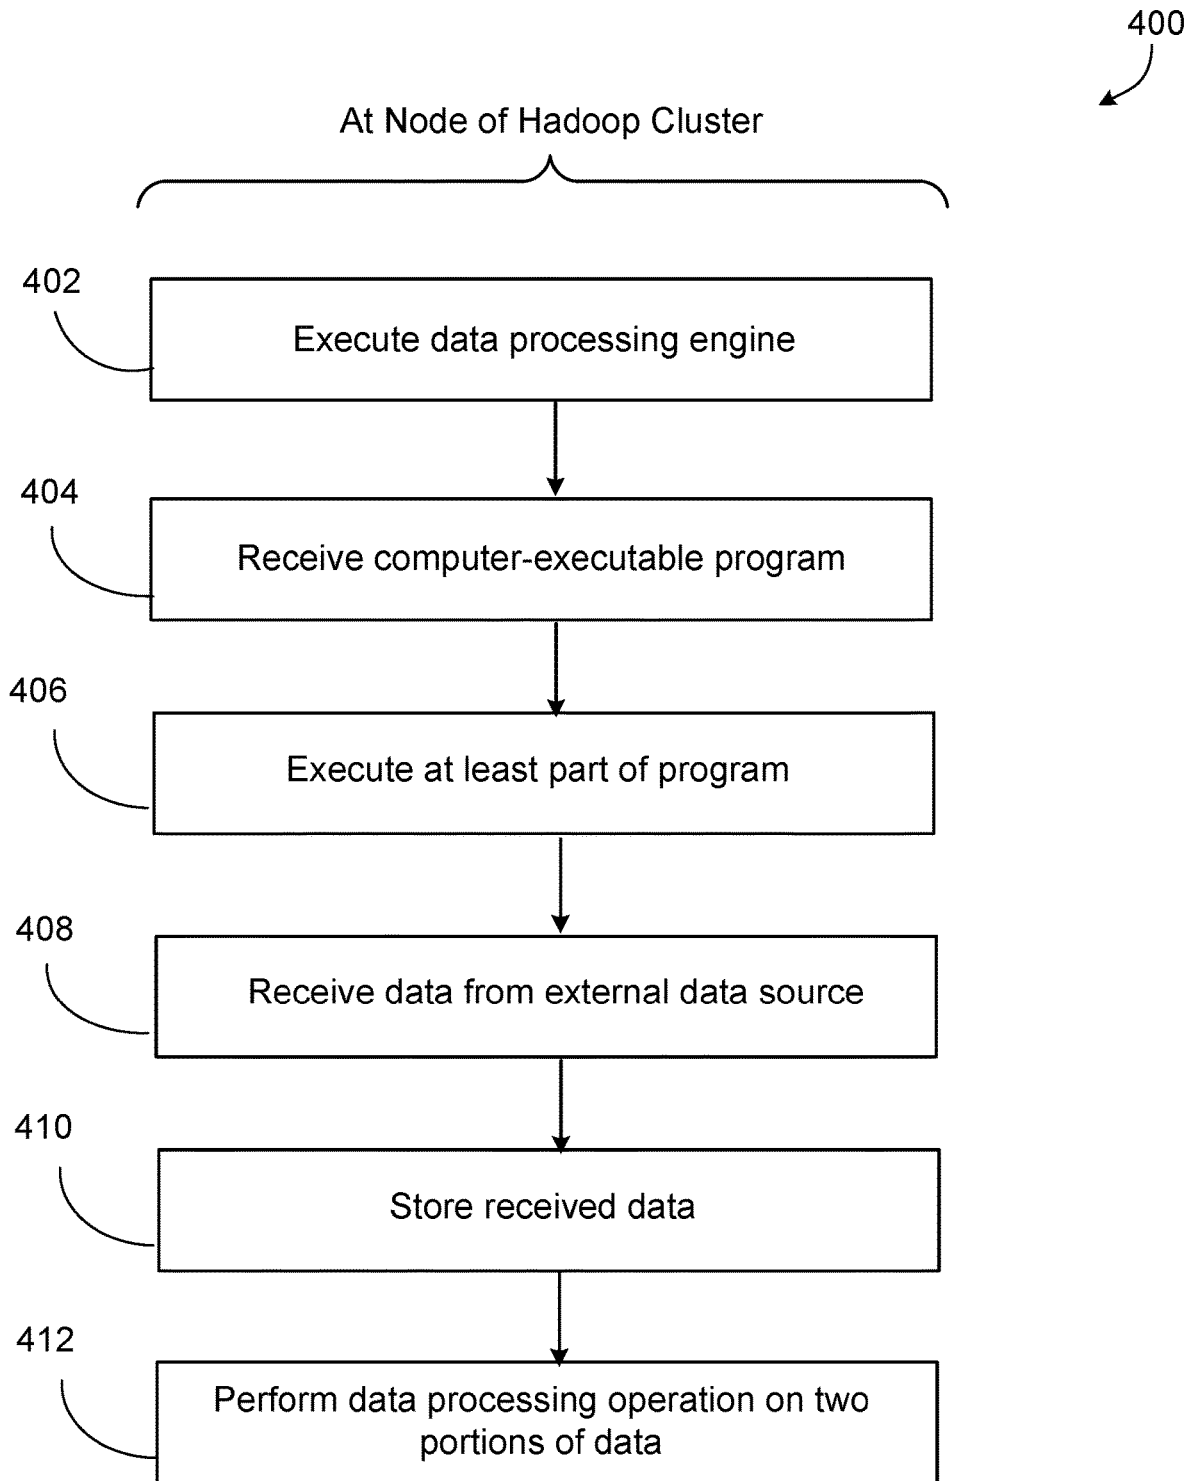 400
At Node of Hadoop Cluster
402
Execute data processing engine
404
Receive computer-executable program
406
Execute at least part of program
408
Receive data from external data source
410
Store received data
412
Perform data processing operation on two
portions of data